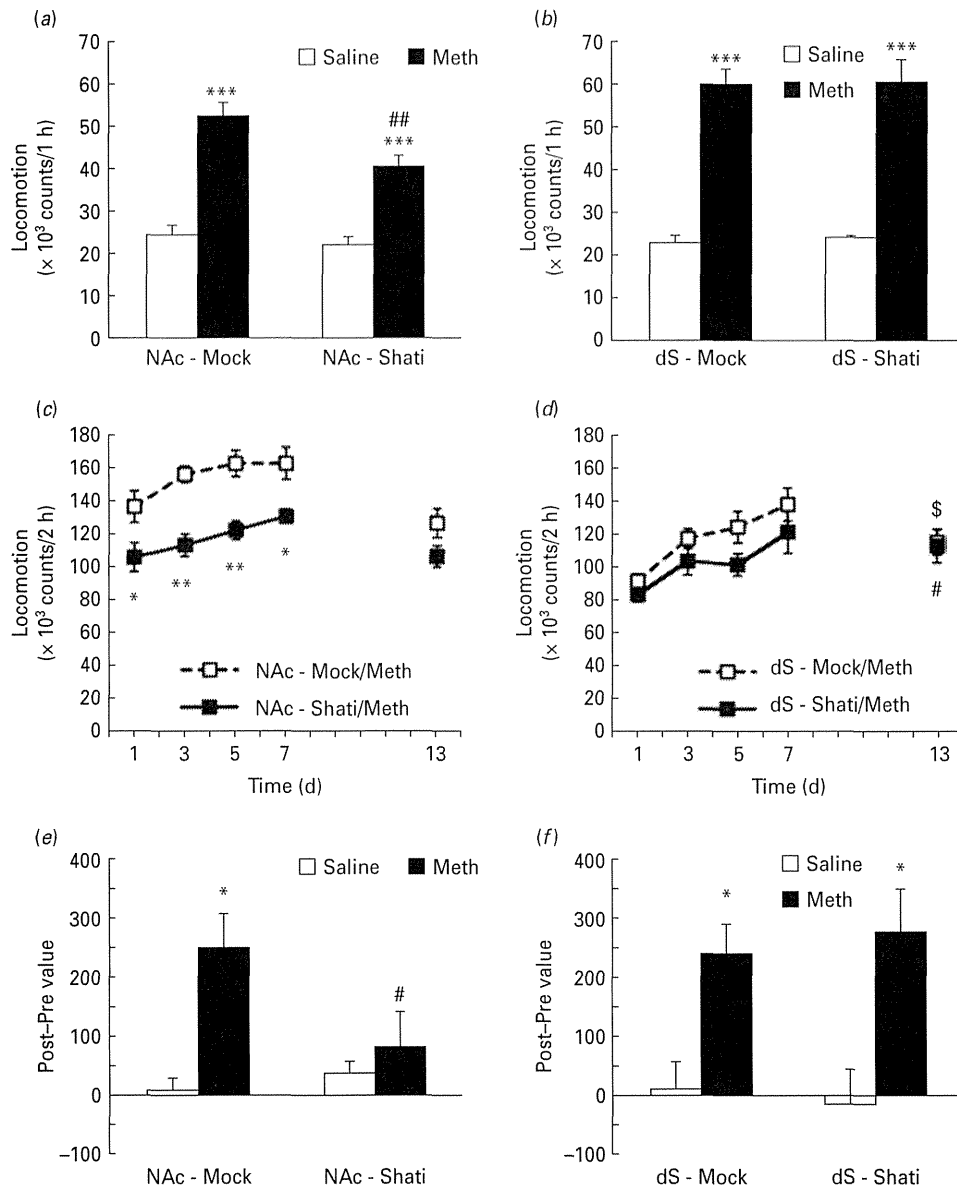 (a)
Locomotion
(× 10³ counts/1 h)
70
60
50
40
30
20
10
0
Saline
Meth
***
##
***
NAc - Mock
NAc - Shati
(b)
Locomotion
(× 10³ counts/1 h)
70
60
50
40
30
20
10
0
Saline
Meth
***
***
dS - Mock
dS - Shati
(c)
Locomotion
(× 10³ counts/2 h)
180
160
140
120
100
80
60
40
20
0
*
**
**
*
NAc - Mock/Meth
NAc - Shati/Meth
1
3
5
7
13
Time (d)
(d)
Locomotion
(× 10³ counts/2 h)
180
160
140
120
100
80
60
40
20
0
$
#
dS - Mock/Meth
dS - Shati/Meth
1
3
5
7
13
Time (d)
(e)
Post–Pre value
400
300
200
100
0
–100
Saline
Meth
*
#
NAc - Mock
NAc - Shati
(f)
Post–Pre value
400
300
200
100
0
–100
Saline
Meth
*
*
dS - Mock
dS - Shati